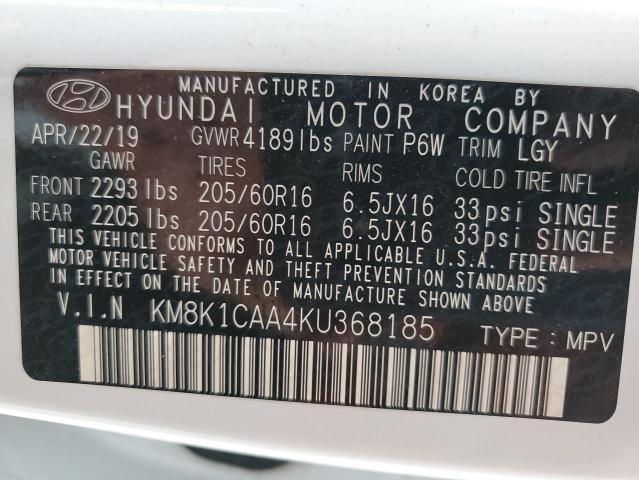 MANUFACTURED IN KOREA BY
HYUNDAI MOTOR COMPANY
APR/22/19 GVWR 4189lbs PAINT P6W TRIM LGY
GAWR TIRES RIMS COLD TIRE INFL
FRONT 2293lbs 205/60R16 6.5JX16 33psi SINGLE
REAR 2205lbs 205/60R16 6.5JX16 33psi SINGLE
THIS VEHICLE CONFORMS TO ALL APPLICABLE U.S.A. FEDERAL
MOTOR VEHICLE SAFETY AND THEFT PREVENTION STANDARDS
IN EFFECT ON THE DATE OF MANUFACTURE SHOWN ABOVE
V.I.N KM8K1CAA4KU368185 TYPE : MPV